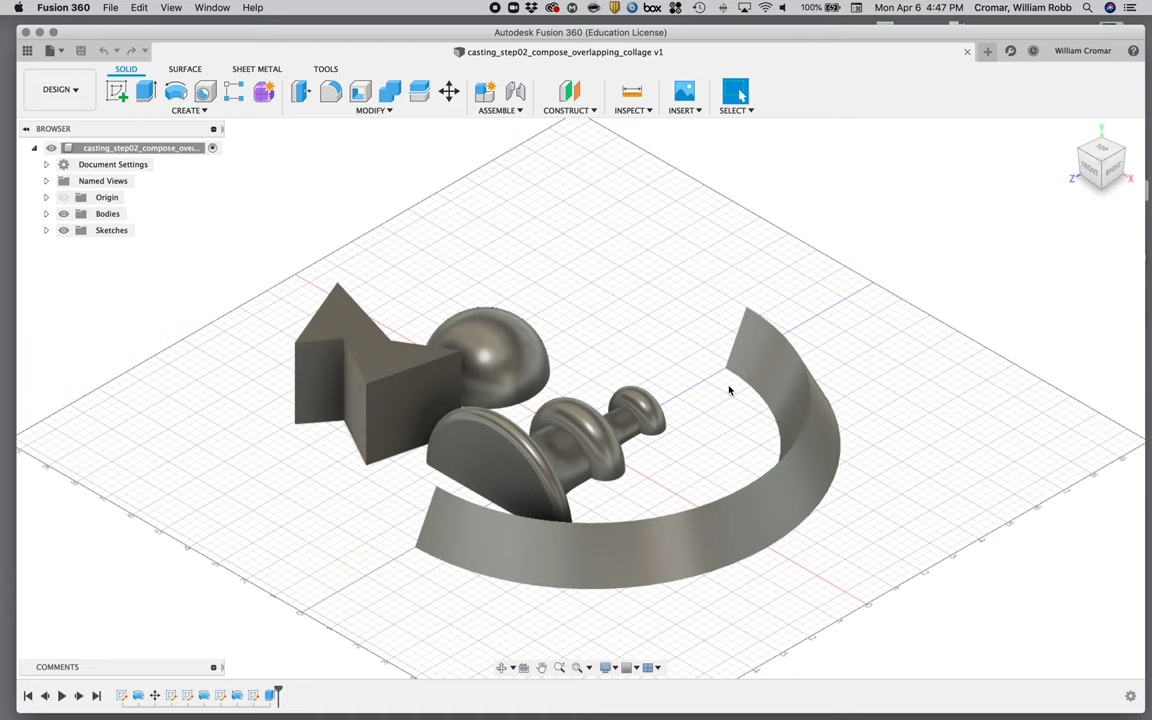 Fusion 360 File Edit View Window Help box 100% Mon Apr 6 4:47 PM Cromar, William Robb
Autodesk Fusion 360 (Education License)
casting_step02_compose_overlapping_collage v1 William Cromar
SOLID SURFACE SHEET METAL TOOLS
DESIGN
CREATE MODIFY ASSEMBLE CONSTRUCT INSPECT INSERT SELECT
BROWSER
casting_step02_compose_over...
Document Settings
Named Views
Origin
Bodies
Sketches
Y
TOP
FRONT RIGHT
Z X
COMMENTS